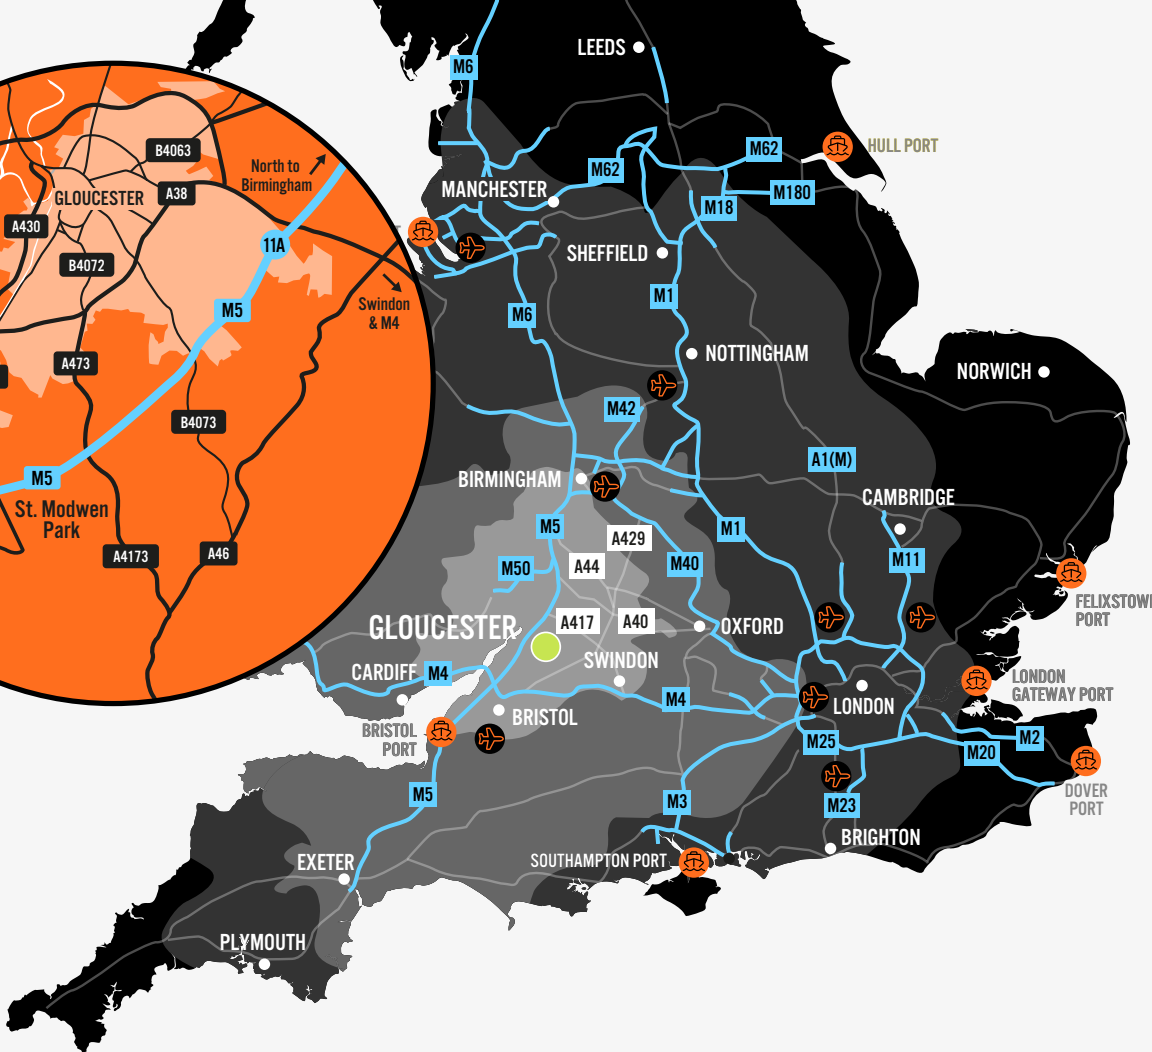 LEEDS
M6
M62
HULL PORT
M62
MANCHESTER
M180
M18
SHEFFIELD
M1
M6
NOTTINGHAM
NORWICH
M42
A1(M)
BIRMINGHAM
CAMBRIDGE
M5
M1
A429
M50
A44
M40
M11
FELIXSTOW
PORT
GLOUCESTER
A417
A40
OXFORD
SWINDON
CARDIFF
M4
M4
LONDON
LONDON
GATEWAY PORT
BRISTOL
BRISTOL
PORT
M25
M2
M20
DOVER
PORT
M5
M3
M23
BRIGHTON
SOUTHAMPTON PORT
EXETER
PLYMOUTH
B4063
North to
Birmingham
GLOUCESTER
A38
A430
11A
B4072
Swindon
& M4
M5
A473
B4073
M5
St. Modwen
Park
A4173
A46